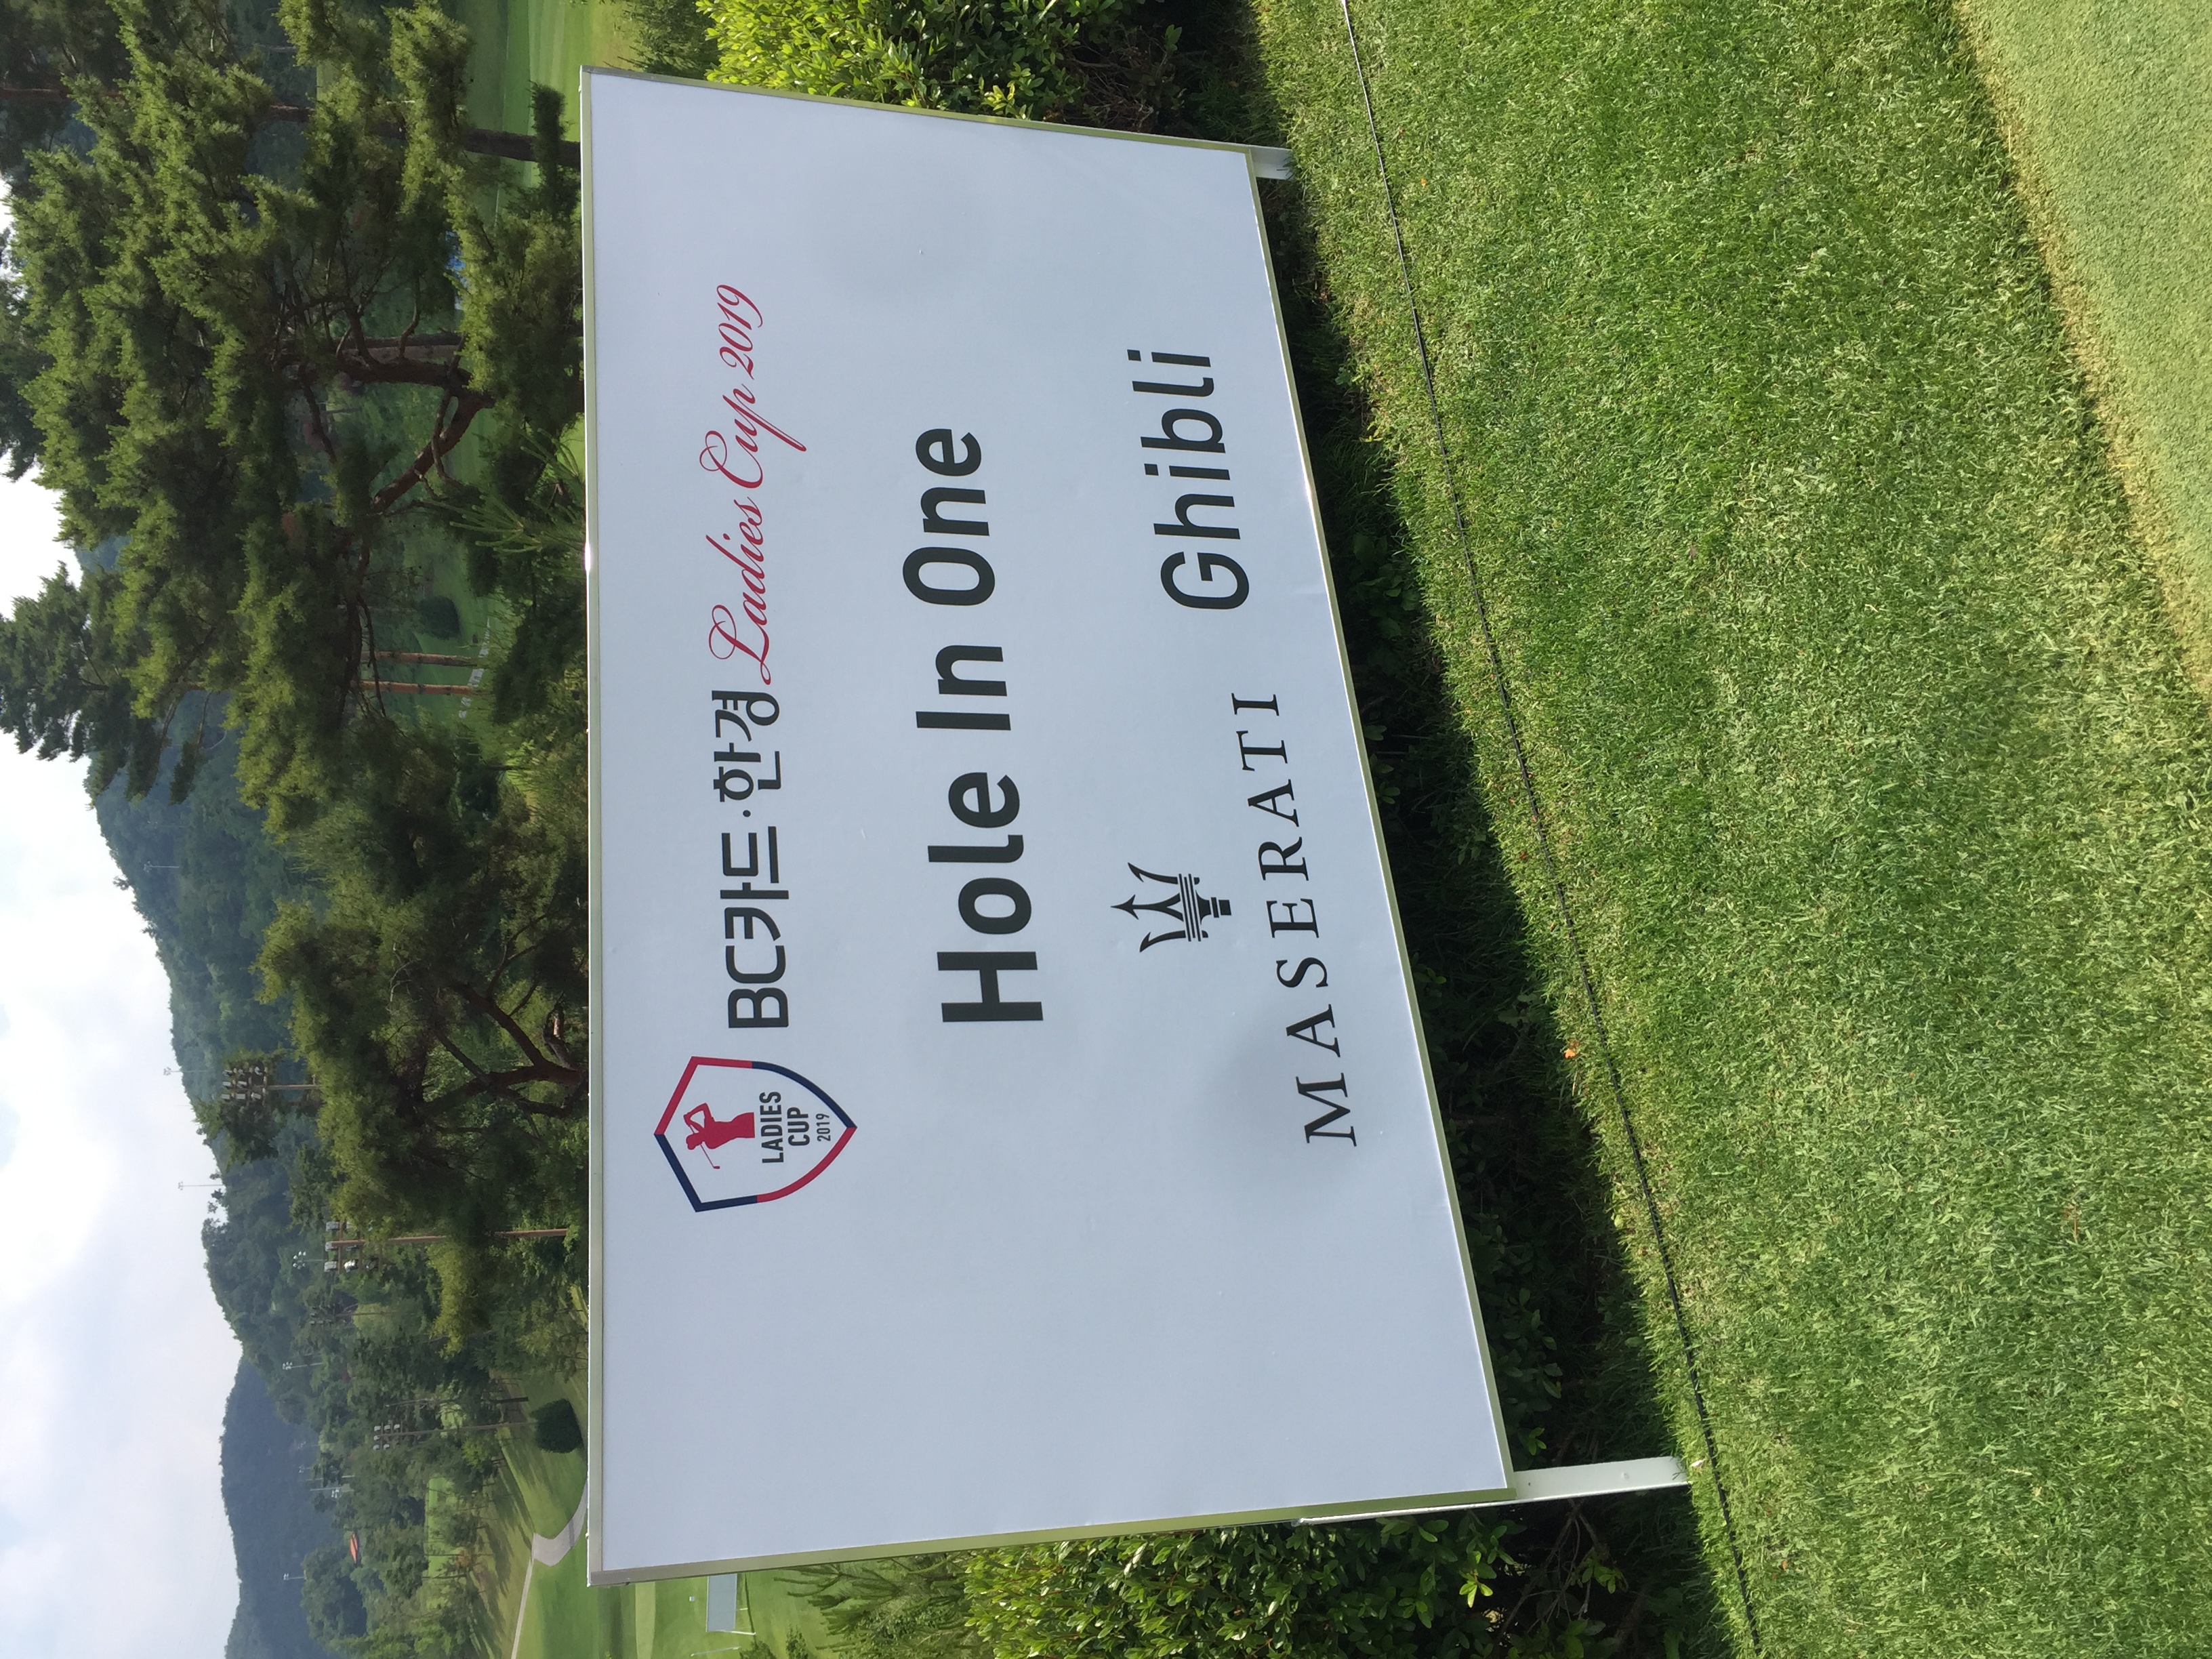 LADIES
CUP
2019
BC카드·한경 Ladies Cup 2019
Hole In One
MASERATI
Ghibli